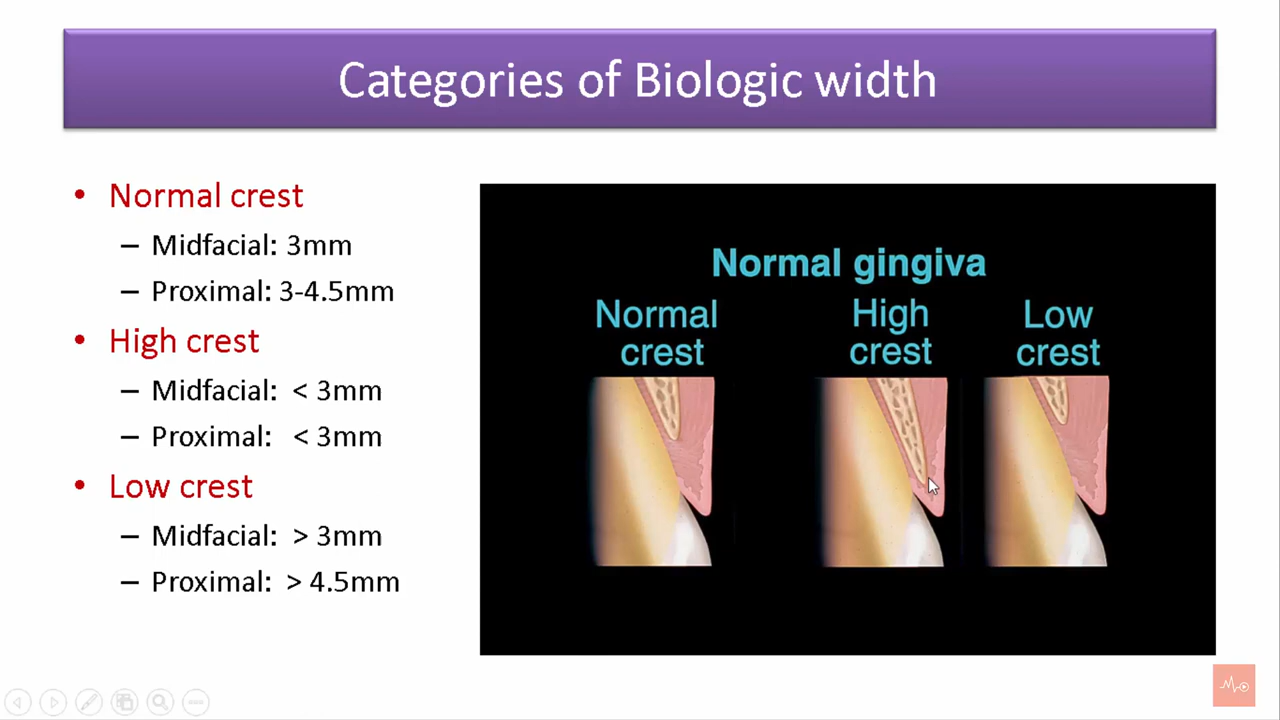 Categories of Biologic width
• Normal crest
– Midfacial: 3mm
– Proximal: 3-4.5mm
• High crest
– Midfacial: < 3mm
– Proximal: < 3mm
• Low crest
– Midfacial: > 3mm
– Proximal: > 4.5mm
Normal gingiva
Normal crest
High crest
Low crest